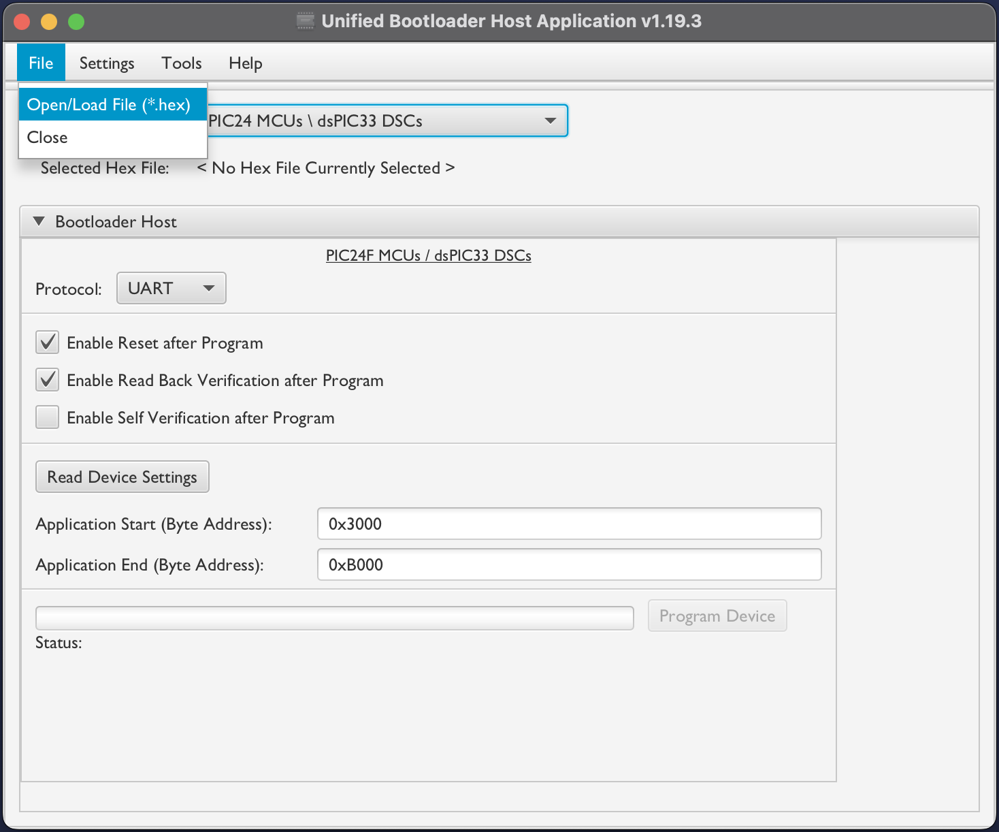 Unified Bootloader Host Application v1.19.3
File Settings Tools Help
Open/Load File (*.hex)
PIC24 MCUs \ dsPIC33 DSCs
Close
Selected Hex File: < No Hex File Currently Selected >
Bootloader Host
PIC24F MCUs / dsPIC33 DSCs
Protocol: UART
Enable Reset after Program
Enable Read Back Verification after Program
Enable Self Verification after Program
Read Device Settings
Application Start (Byte Address): 0x3000
Application End (Byte Address): 0xB000
Program Device
Status: